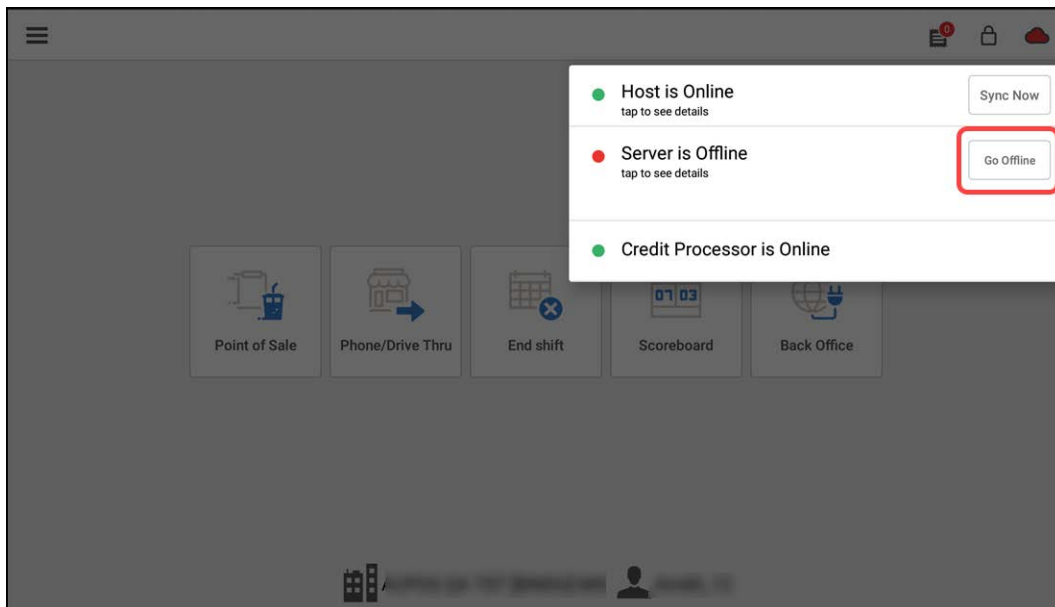 0
Host is Online
tap to see details
Sync Now
Server is Offline
tap to see details
Go Offline
Credit Processor is Online
07 03
Point of Sale
Phone/Drive Thru
End shift
Scoreboard
Back Office